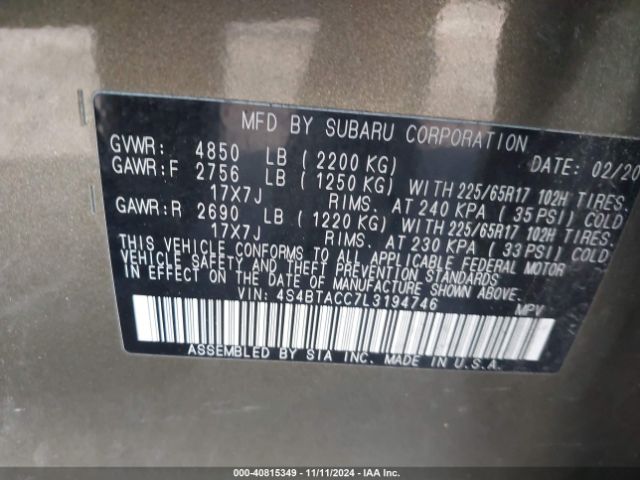 MFD BY SUBARU CORPORATION
GVWR: 4850 LB (2200 KG) DATE: 02/20
GAWR:F 2756 LB (1250 KG) WITH 225/65R17 102H TIRES.
17X7J RIMS. AT 240 KPA (35 PSI) COLD
GAWR:R 2690 LB (1220 KG) WITH 225/65R17 102H TIRES.
17X7J RIMS. AT 230 KPA (33 PSI) COLD
THIS VEHICLE CONFORMS TO ALL APPLICABLE FEDERAL MOTOR
VEHICLE SAFETY AND THEFT PREVENTION STANDARDS
IN EFFECT ON DATE OF MANUFACTURE SHOWN ABOVE.
VIN: 4S4BTACC7L3194746 MPV
ASSEMBLED BY SIA INC. MADE IN U.S.A.
000-40815349 - 11/11/2024 - IAA Inc.